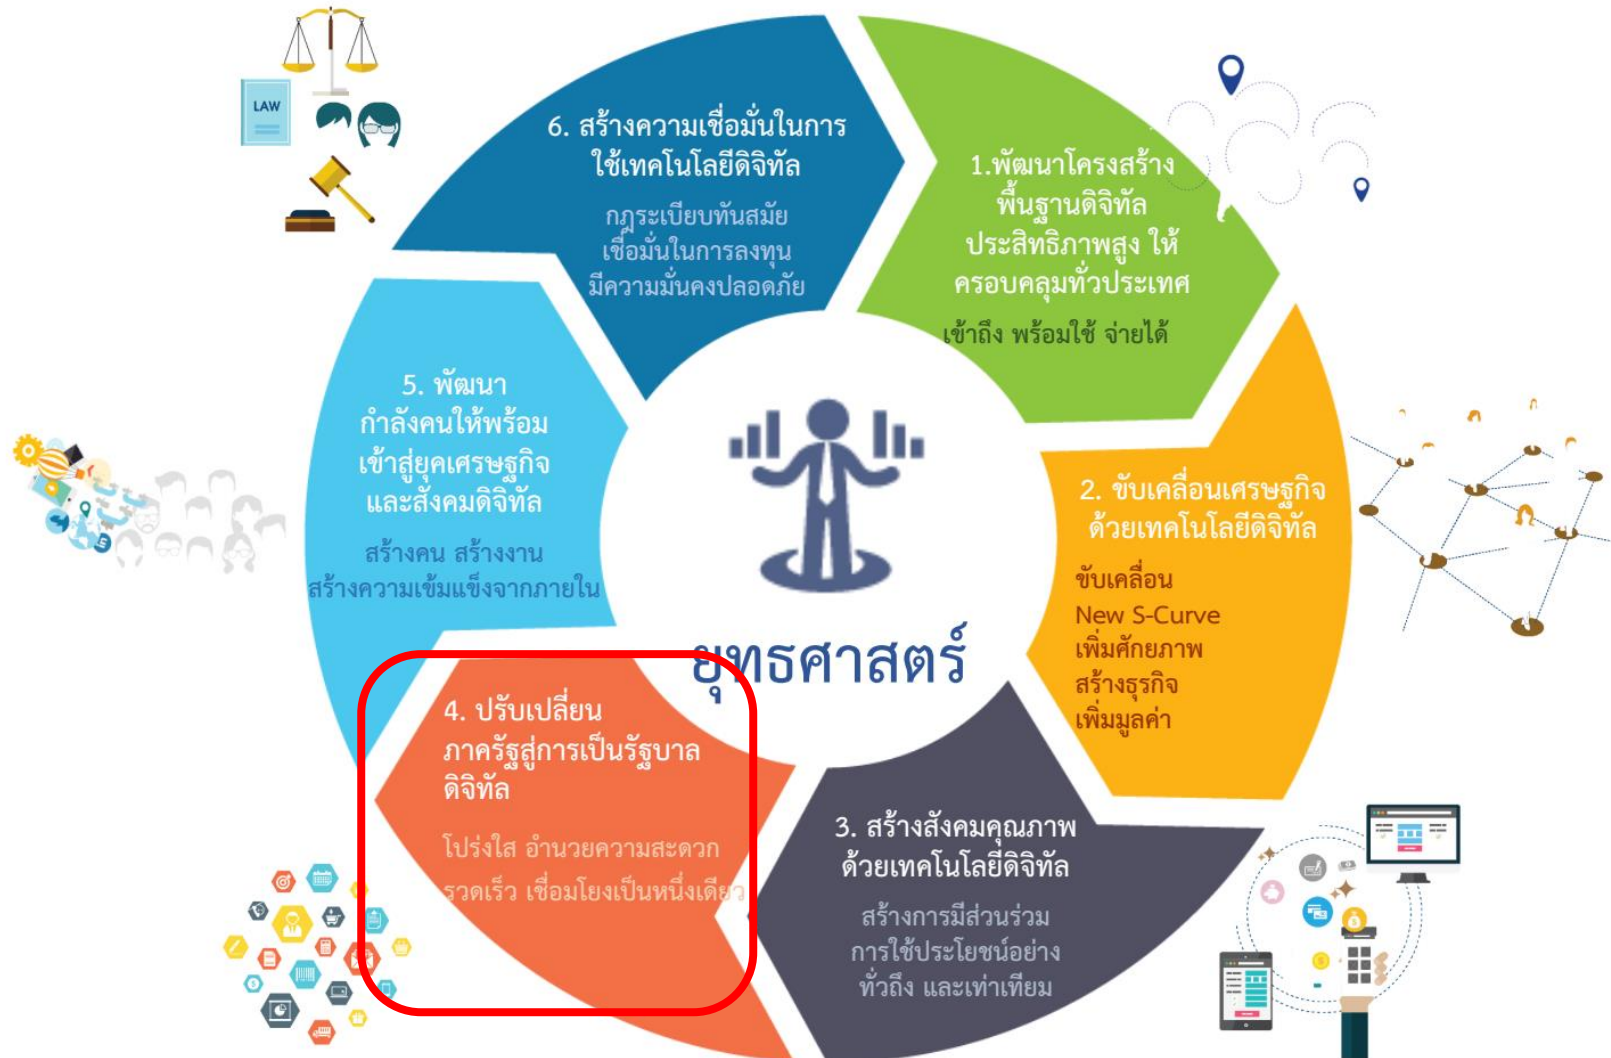 LAW
6. สร้างความเชื่อมั่นในการ
ใช้เทคโนโลยีดิจิทัล
กฎระเบียบทันสมัย
เชื่อมั่นในการลงทุน
มีความมั่นคงปลอดภัย
1.พัฒนาโครงสร้าง
พื้นฐานดิจิทัล
ประสิทธิภาพสูง ให้
ครอบคลุมทั่วประเทศ
เข้าถึง พร้อมใช้ จ่ายได้
5. พัฒนา
กำลังคนให้พร้อม
เข้าสู่ยุคเศรษฐกิจ
และสังคมดิจิทัล
สร้างคน สร้างงาน
สร้างความเข้มแข็งจากภายใน
2. ขับเคลื่อนเศรษฐกิจ
ด้วยเทคโนโลยีดิจิทัล
ขับเคลื่อน
New S-Curve
เพิ่มศักยภาพ
สร้างธุรกิจ
เพิ่มมูลค่า
ยุทธศาสตร์
4. ปรับเปลี่ยน
ภาครัฐสู่การเป็นรัฐบาล
ดิจิทัล
โปร่งใส อำนวยความสะดวก
รวดเร็ว เชื่อมโยงเป็นหนึ่งเดียว
3. สร้างสังคมคุณภาพ
ด้วยเทคโนโลยีดิจิทัล
สร้างการมีส่วนร่วม
การใช้ประโยชน์อย่าง
ทั่วถึง และเท่าเทียม